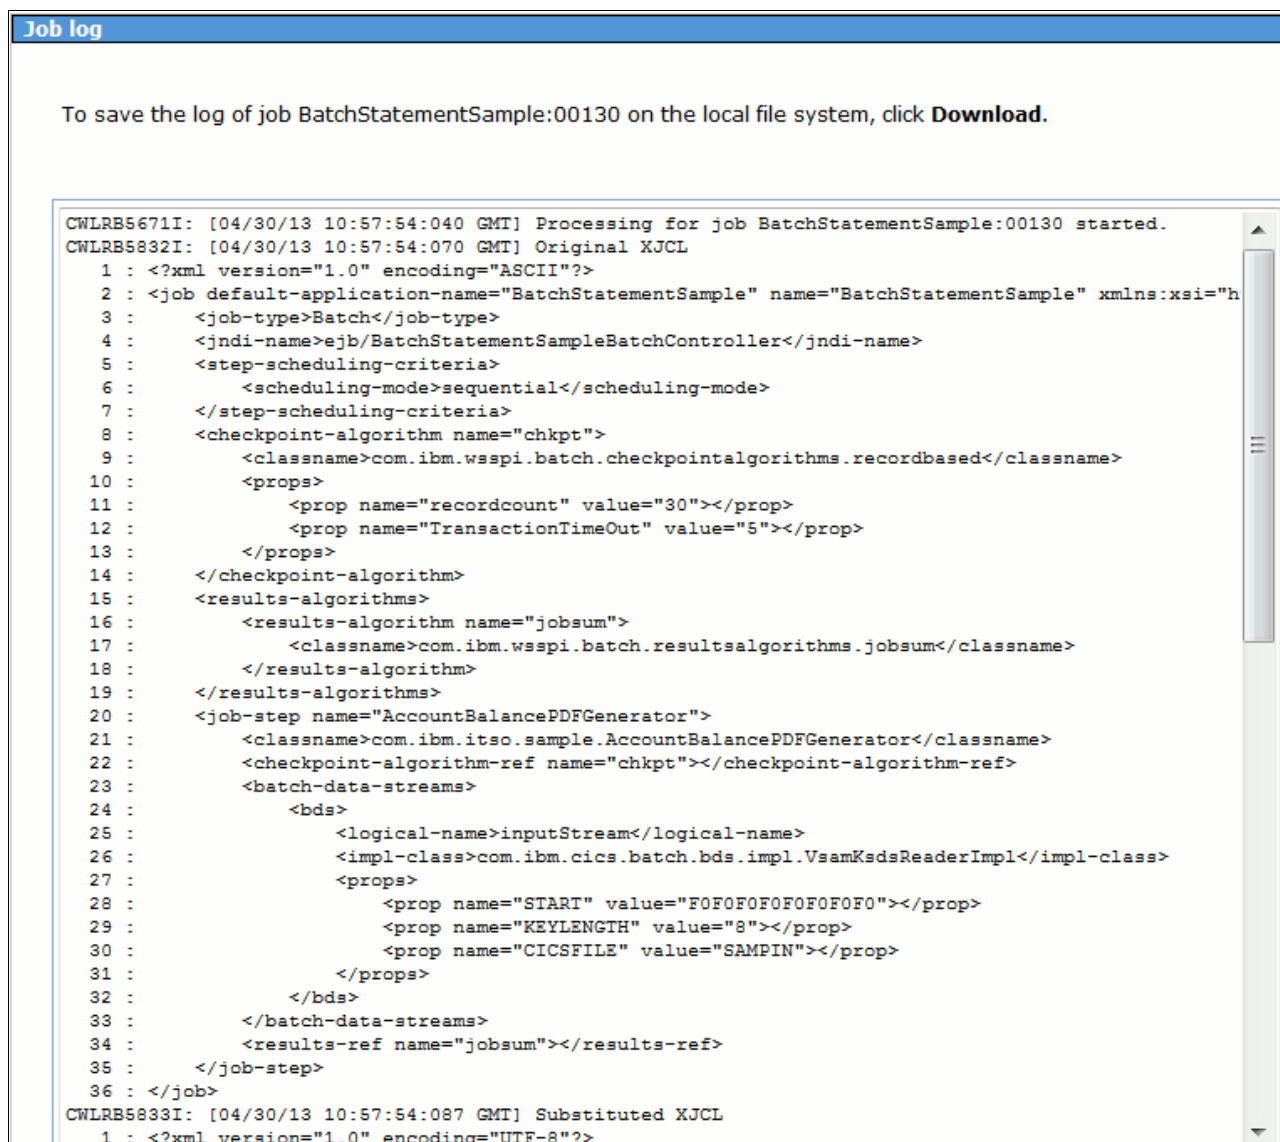 Job log
To save the log of job BatchStatementSample:00130 on the local file system, click Download.
CWLRB5671I: [04/30/13 10:57:54:040 GMT] Processing for job BatchStatementSample:00130 started.
CWLRB5832I: [04/30/13 10:57:54:070 GMT] Original XJCL
1 : <?xml version="1.0" encoding="ASCII"?>
2 : <job default-application-name="BatchStatementSample" name="BatchStatementSample" xmlns:xsi="h
3 : <job-type>Batch</job-type>
4 : <jndi-name>ejb/BatchStatementSampleBatchController</jndi-name>
5 : <step-scheduling-criteria>
6 : <scheduling-mode>sequential</scheduling-mode>
7 : </step-scheduling-criteria>
8 : <checkpoint-algorithm name="chkpt">
9 : <classname>com.ibm.wsspi.batch.checkpointalgorithms.recordbased</classname>
10 : <props>
11 : <prop name="recordcount" value="30"></prop>
12 : <prop name="TransactionTimeOut" value="5"></prop>
13 : </props>
14 : </checkpoint-algorithm>
15 : <results-algorithms>
16 : <results-algorithm name="jobsum">
17 : <classname>com.ibm.wsspi.batch.resultsalgorithms.jobsum</classname>
18 : </results-algorithm>
19 : </results-algorithms>
20 : <job-step name="AccountBalancePDFGenerator">
21 : <classname>com.ibm.itso.sample.AccountBalancePDFGenerator</classname>
22 : <checkpoint-algorithm-ref name="chkpt"></checkpoint-algorithm-ref>
23 : <batch-data-streams>
24 : <bds>
25 : <logical-name>inputStream</logical-name>
26 : <impl-class>com.ibm.cics.batch.bds.impl.VsamKsdsReaderImpl</impl-class>
27 : <props>
28 : <prop name="START" value="F0F0F0F0F0F0F0F0"></prop>
29 : <prop name="KEYLENGTH" value="8"></prop>
30 : <prop name="CICSFILE" value="SAMPIN"></prop>
31 : </props>
32 : </bds>
33 : </batch-data-streams>
34 : <results-ref name="jobsum"></results-ref>
35 : </job-step>
36 : </job>
CWLRB5833I: [04/30/13 10:57:54:087 GMT] Substituted XJCL
1 : <?xml version="1.0" encoding="UTF-8"?>